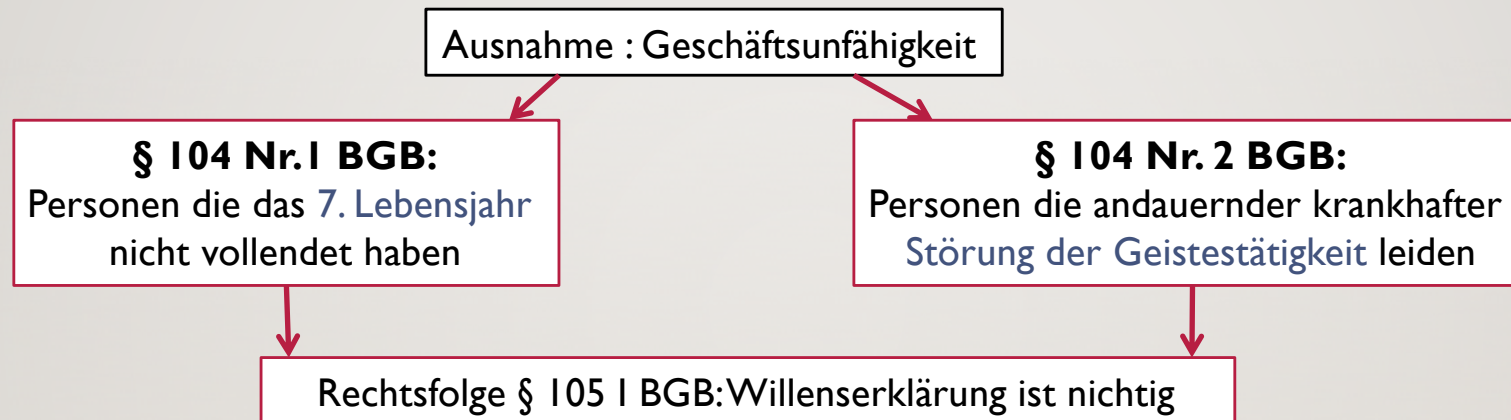 Ausnahme : Geschäftsunfähigkeit
§ 104 Nr.1 BGB:
Personen die das 7. Lebensjahr
nicht vollendet haben
§ 104 Nr. 2 BGB:
Personen die andauernder krankhafter
Störung der Geistestätigkeit leiden
Rechtsfolge § 105 I BGB: Willenserklärung ist nichtig